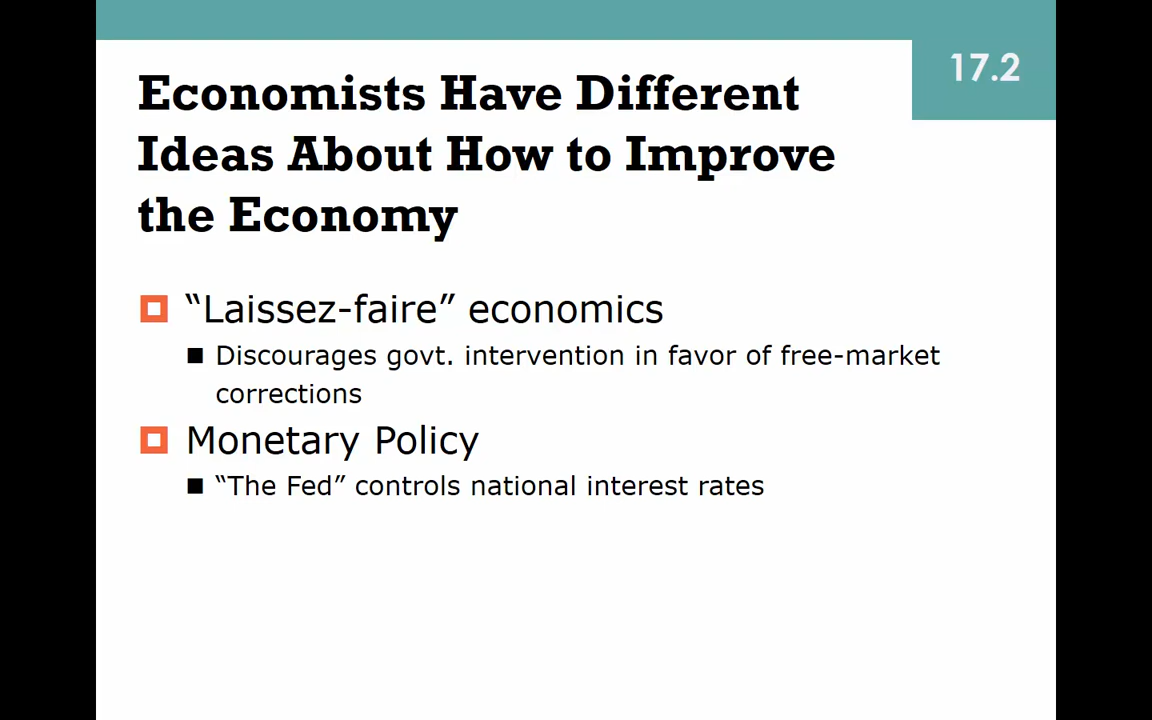 17.2
Economists Have Different
Ideas About How to Improve
the Economy
“Laissez-faire” economics
Discourages govt. intervention in favor of free-market
corrections
Monetary Policy
“The Fed” controls national interest rates